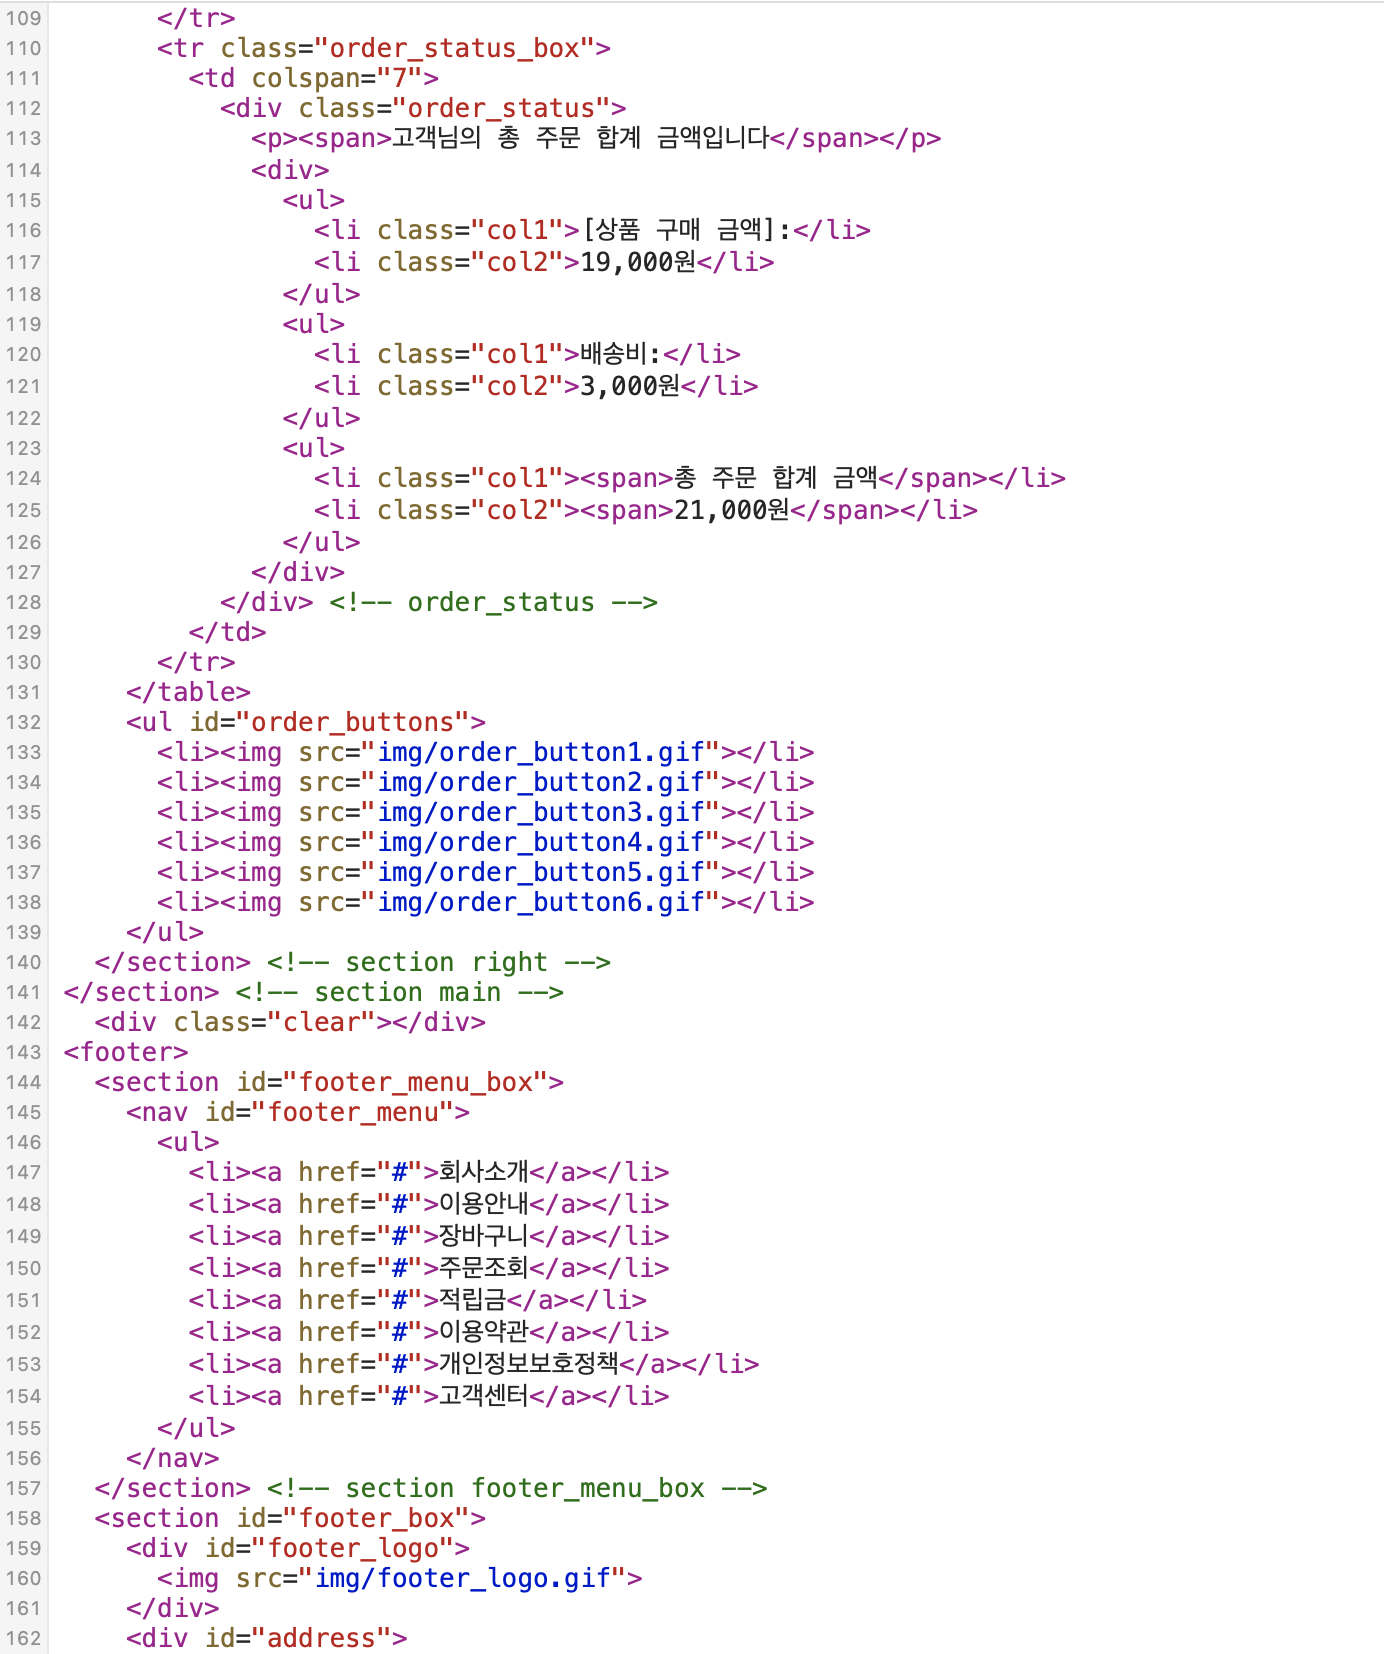 109       </tr>
110       <tr class="order_status_box">
111         <td colspan="7">
112           <div class="order_status">
113             <p><span>고객님의 총 주문 합계 금액입니다</span></p>
114             <div>
115               <ul>
116                 <li class="col1">[상품 구매 금액]:</li>
117                 <li class="col2">19,000원</li>
118               </ul>
119               <ul>
120                 <li class="col1">배송비:</li>
121                 <li class="col2">3,000원</li>
122               </ul>
123               <ul>
124                 <li class="col1"><span>총 주문 합계 금액</span></li>
125                 <li class="col2"><span>21,000원</span></li>
126               </ul>
127             </div>
128           </div> <!-- order_status -->
129         </td>
130       </tr>
131     </table>
132     <ul id="order_buttons">
133       <li><img src="img/order_button1.gif"></li>
134       <li><img src="img/order_button2.gif"></li>
135       <li><img src="img/order_button3.gif"></li>
136       <li><img src="img/order_button4.gif"></li>
137       <li><img src="img/order_button5.gif"></li>
138       <li><img src="img/order_button6.gif"></li>
139     </ul>
140   </section> <!-- section right -->
141 </section> <!-- section main -->
142   <div class="clear"></div>
143 <footer>
144   <section id="footer_menu_box">
145     <nav id="footer_menu">
146       <ul>
147         <li><a href="#">회사소개</a></li>
148         <li><a href="#">이용안내</a></li>
149         <li><a href="#">장바구니</a></li>
150         <li><a href="#">주문조회</a></li>
151         <li><a href="#">적립금</a></li>
152         <li><a href="#">이용약관</a></li>
153         <li><a href="#">개인정보보호정책</a></li>
154         <li><a href="#">고객센터</a></li>
155       </ul>
156     </nav>
157   </section> <!-- section footer_menu_box -->
158   <section id="footer_box">
159     <div id="footer_logo">
160       <img src="img/footer_logo.gif">
161     </div>
162     <div id="address">